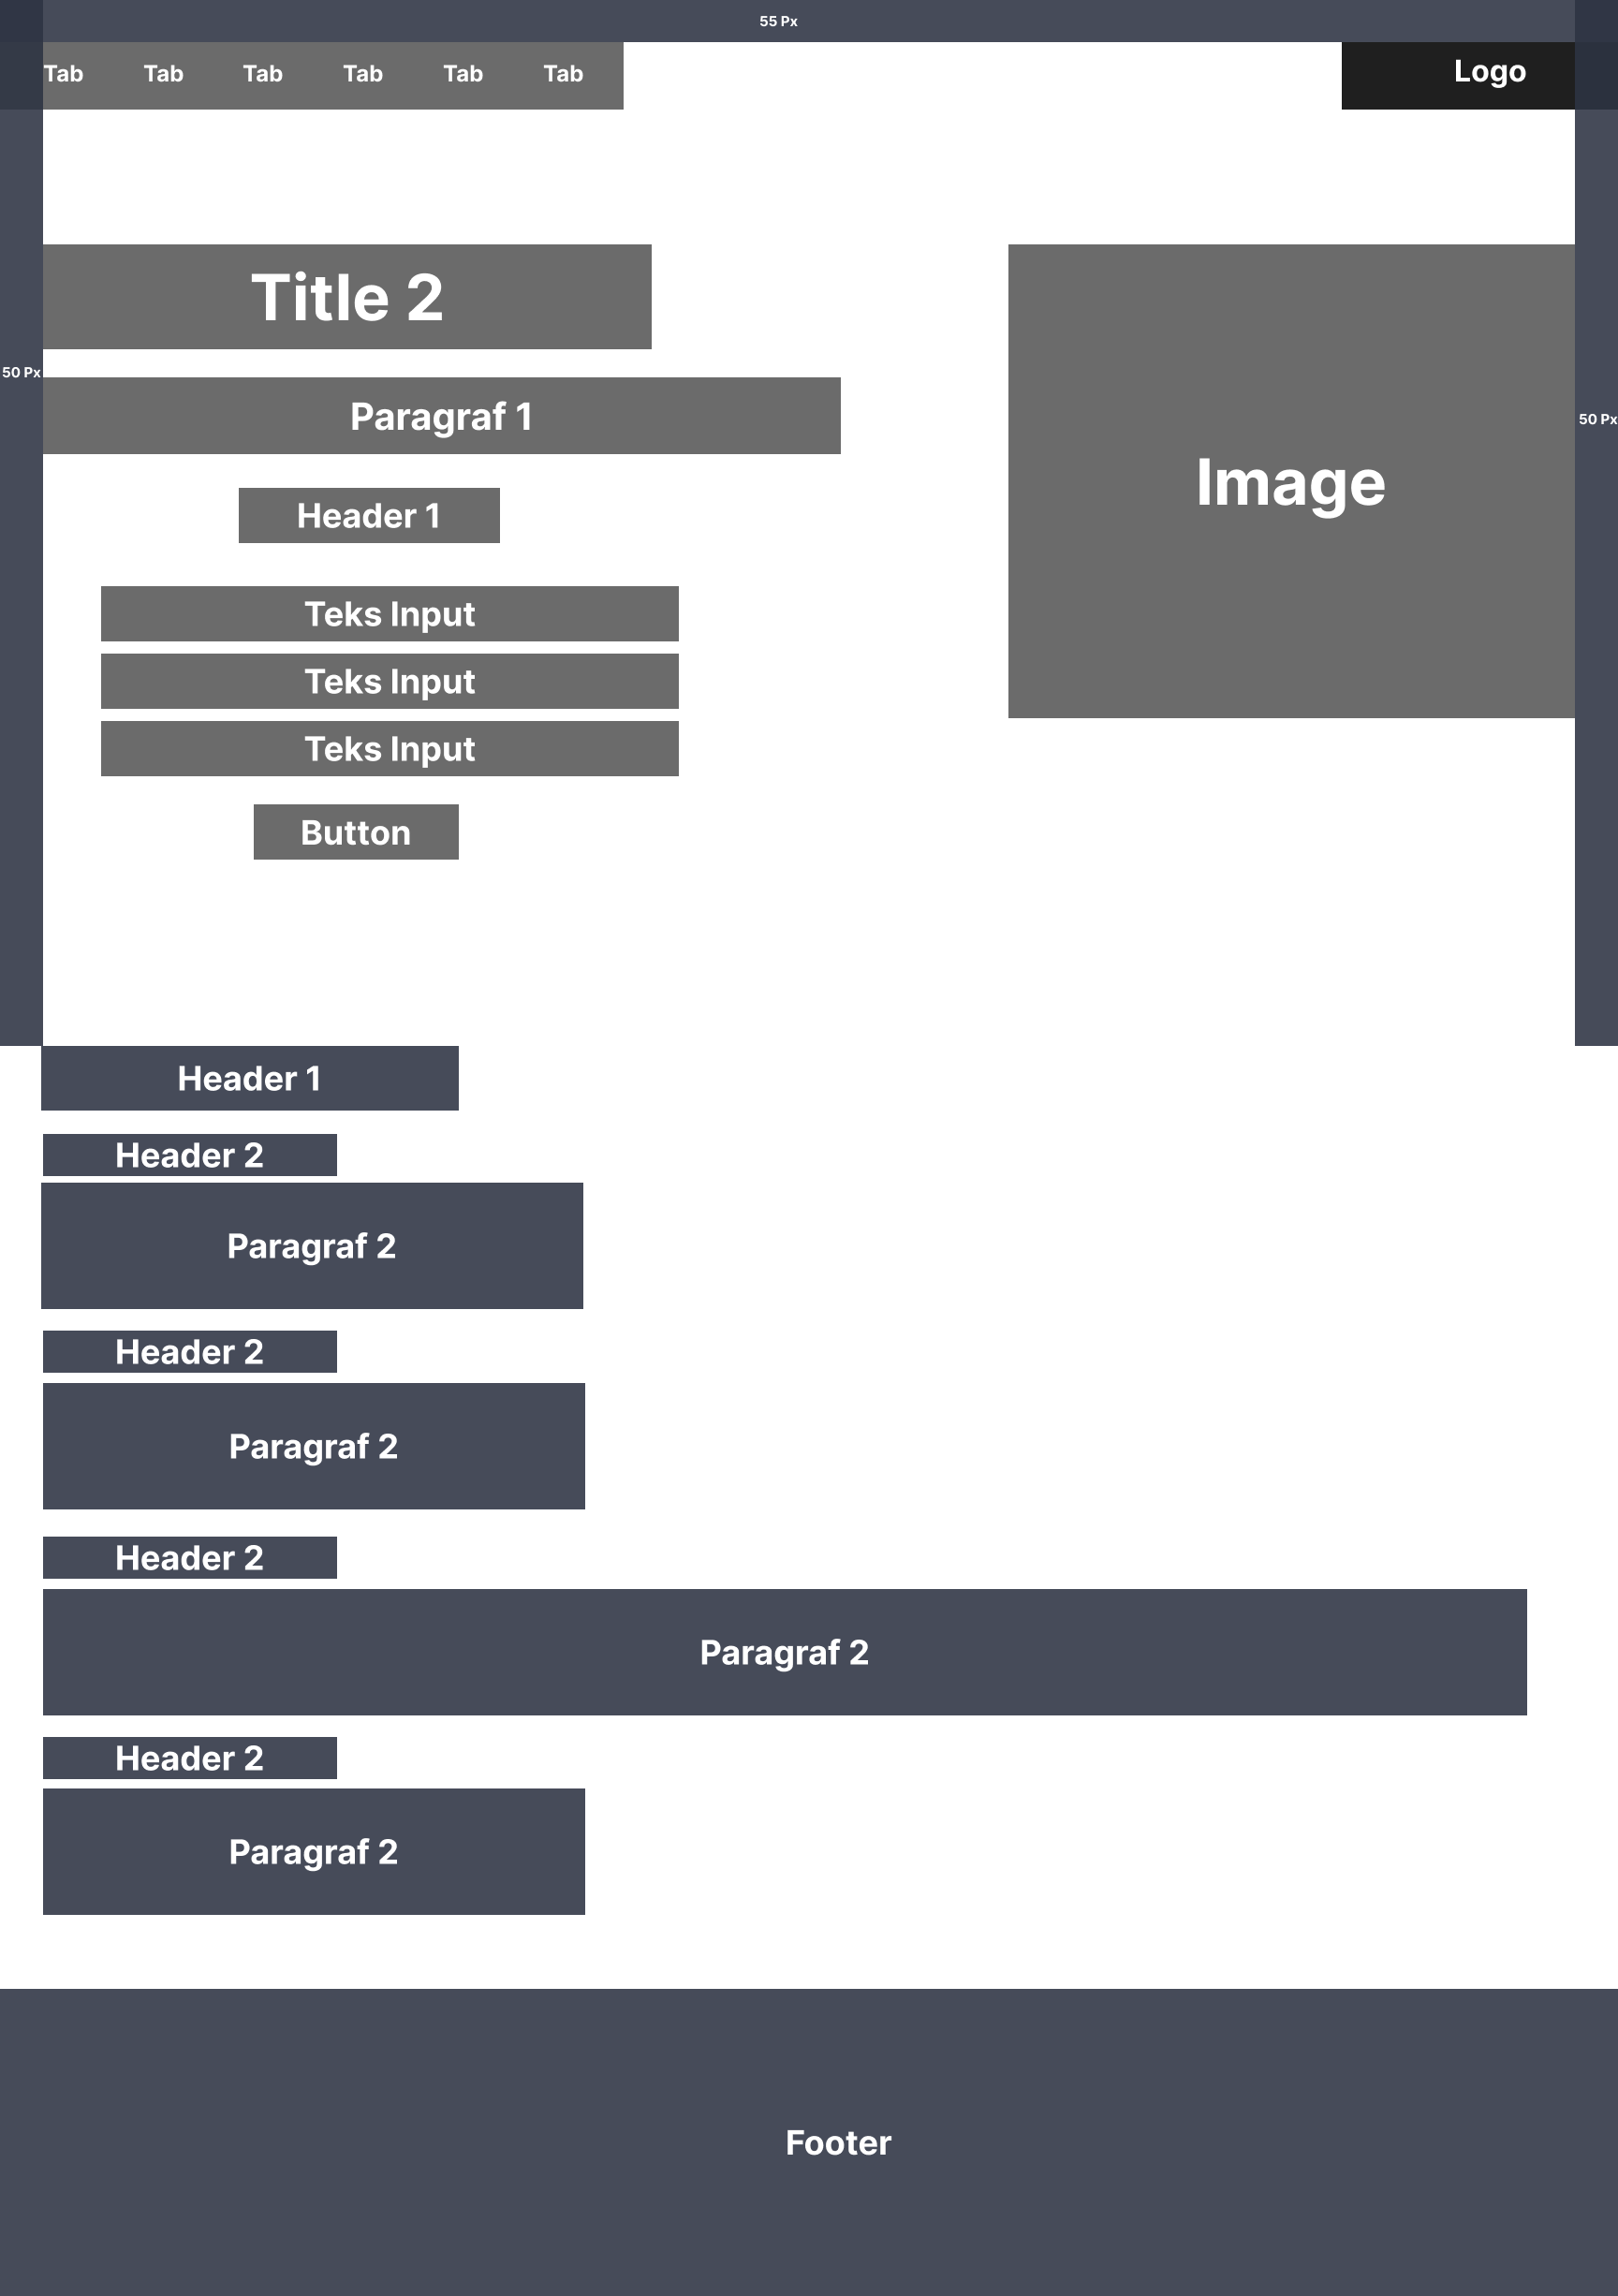 55 Px
Tab Tab Tab Tab Tab Tab
Logo
Title 2
50 Px
Paragraf 1
50 Px
Image
Header 1
Teks Input
Teks Input
Teks Input
Button
Header 1
Header 2
Paragraf 2
Header 2
Paragraf 2
Header 2
Paragraf 2
Header 2
Paragraf 2
Footer